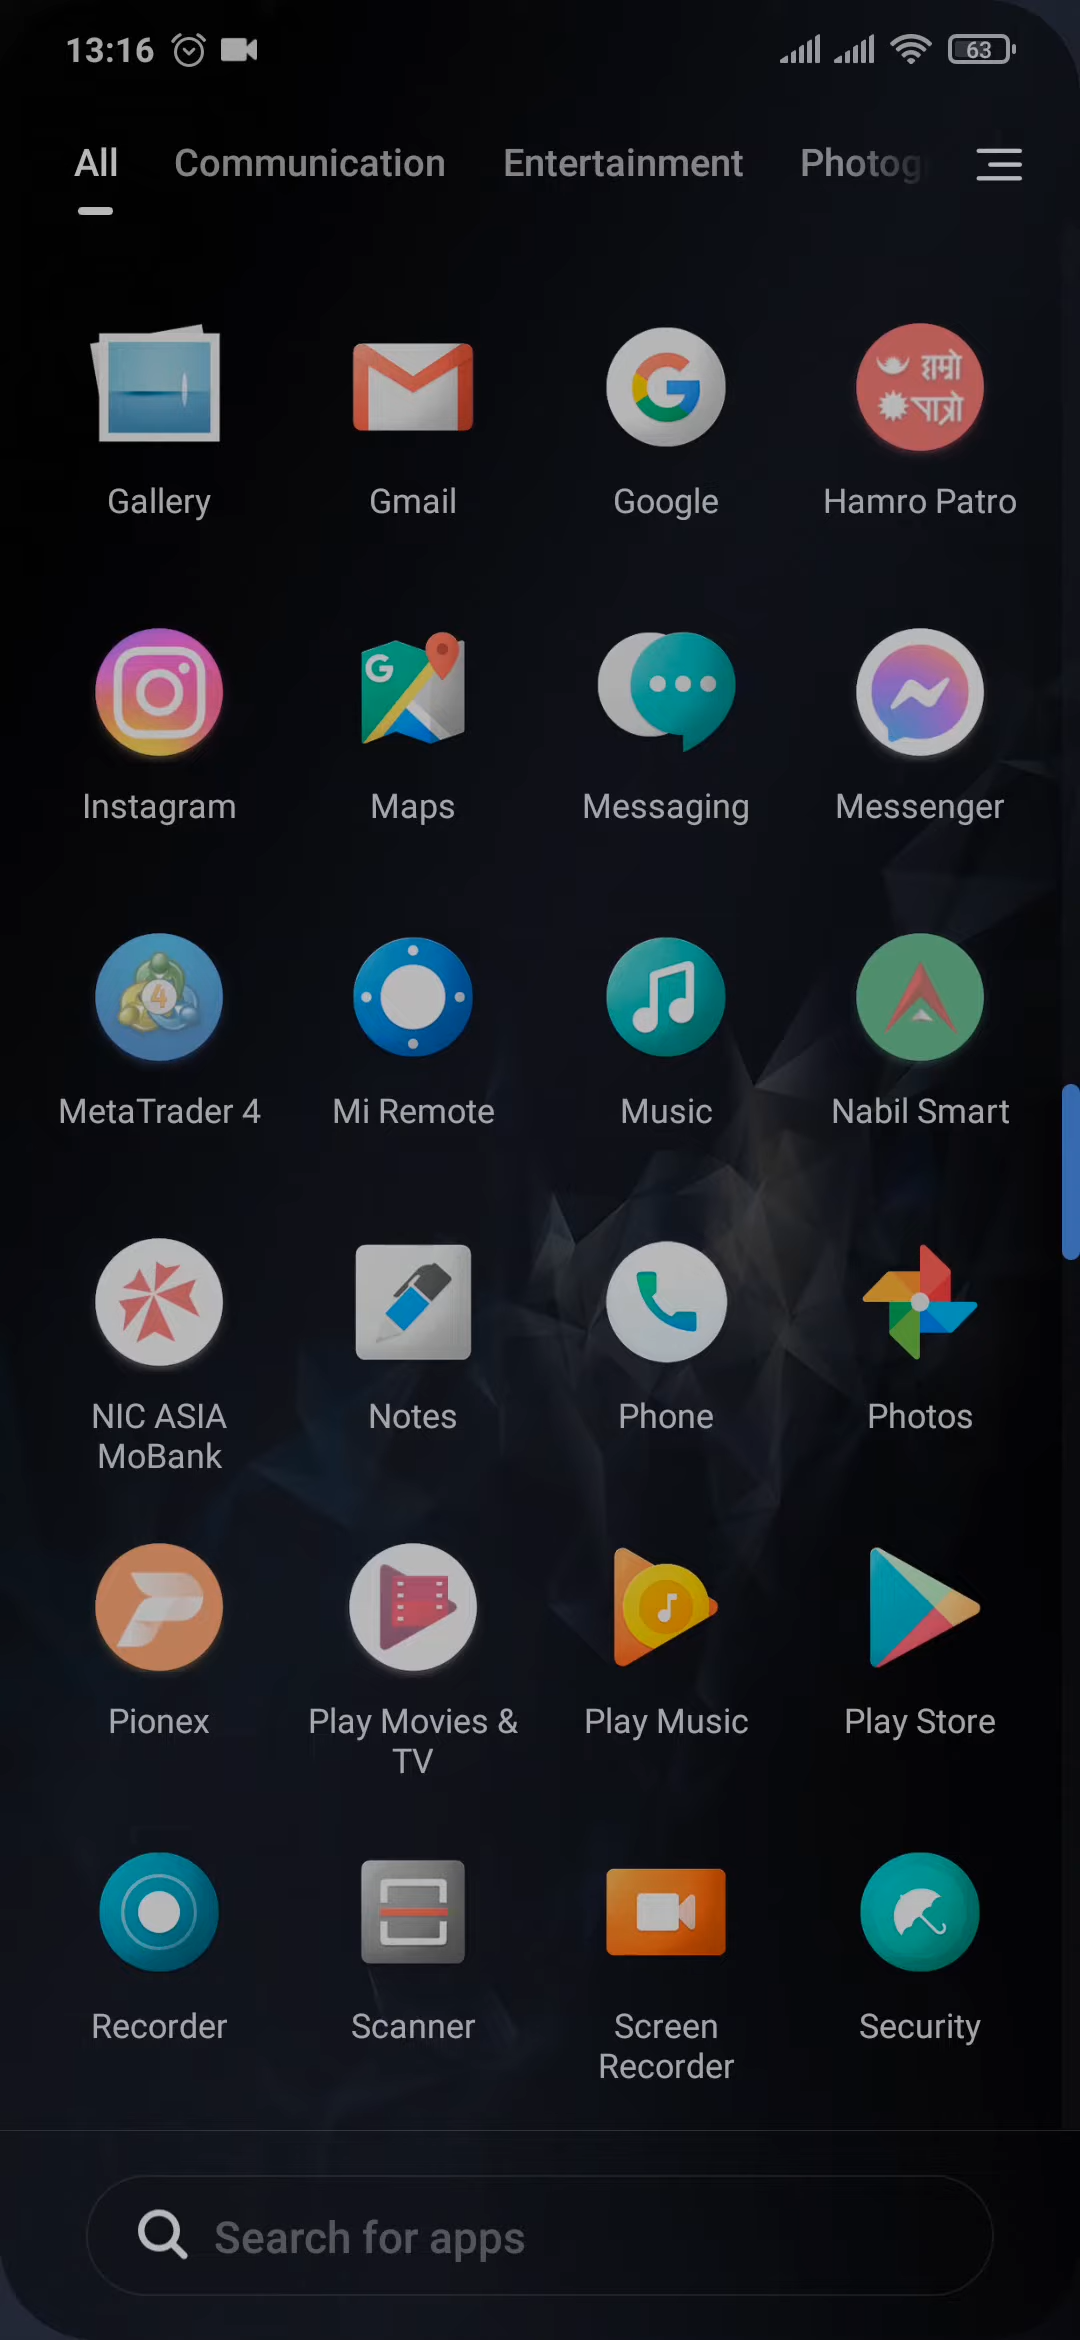 13:16
63
All Communication Entertainment Photog
हाम्रो
पात्रो
Gallery Gmail Google Hamro Patro
Instagram Maps Messaging Messenger
4
MetaTrader 4 Mi Remote Music Nabil Smart
NIC ASIA
MoBank
Notes Phone Photos
Pionex
Play Movies &
TV
Play Music Play Store
Recorder Scanner
Screen
Recorder
Security
Search for apps